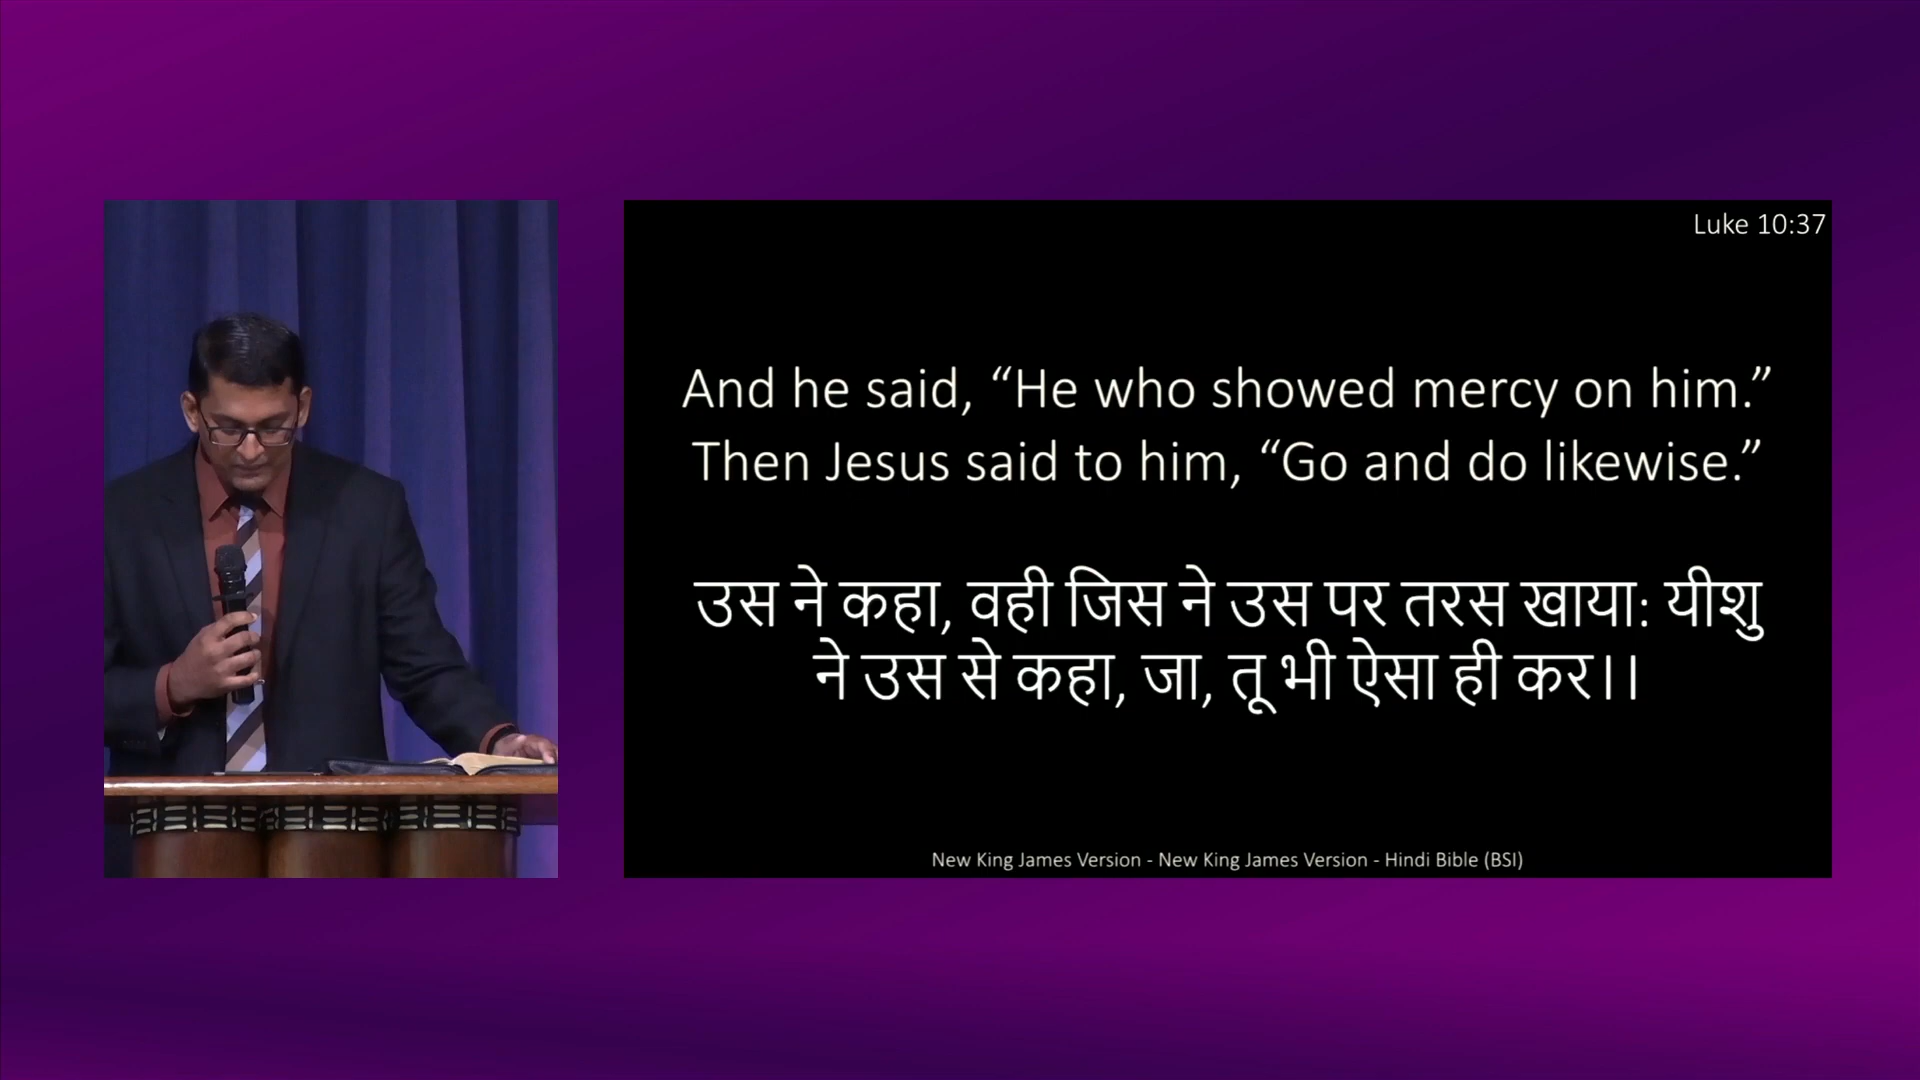 Luke 10:37
And he said, “He who showed mercy on him.”
Then Jesus said to him, “Go and do likewise.”
उस ने कहा, वही जिस ने उस पर तरस खाया: यीशु
ने उस से कहा, जा, तू भी ऐसा ही कर।।
New King James Version - New King James Version - Hindi Bible (BSI)